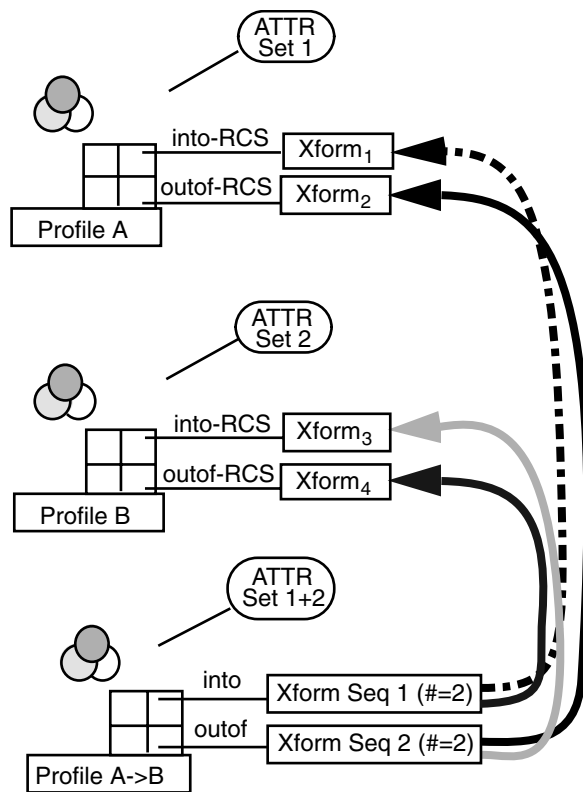 ATTR
Set 1
into-RCS
Xform1
outof-RCS
Xform2
Profile A
ATTR
Set 2
into-RCS
Xform3
outof-RCS
Xform4
Profile B
ATTR
Set 1+2
into
Xform Seq 1 (#=2)
outof
Xform Seq 2 (#=2)
Profile A->B